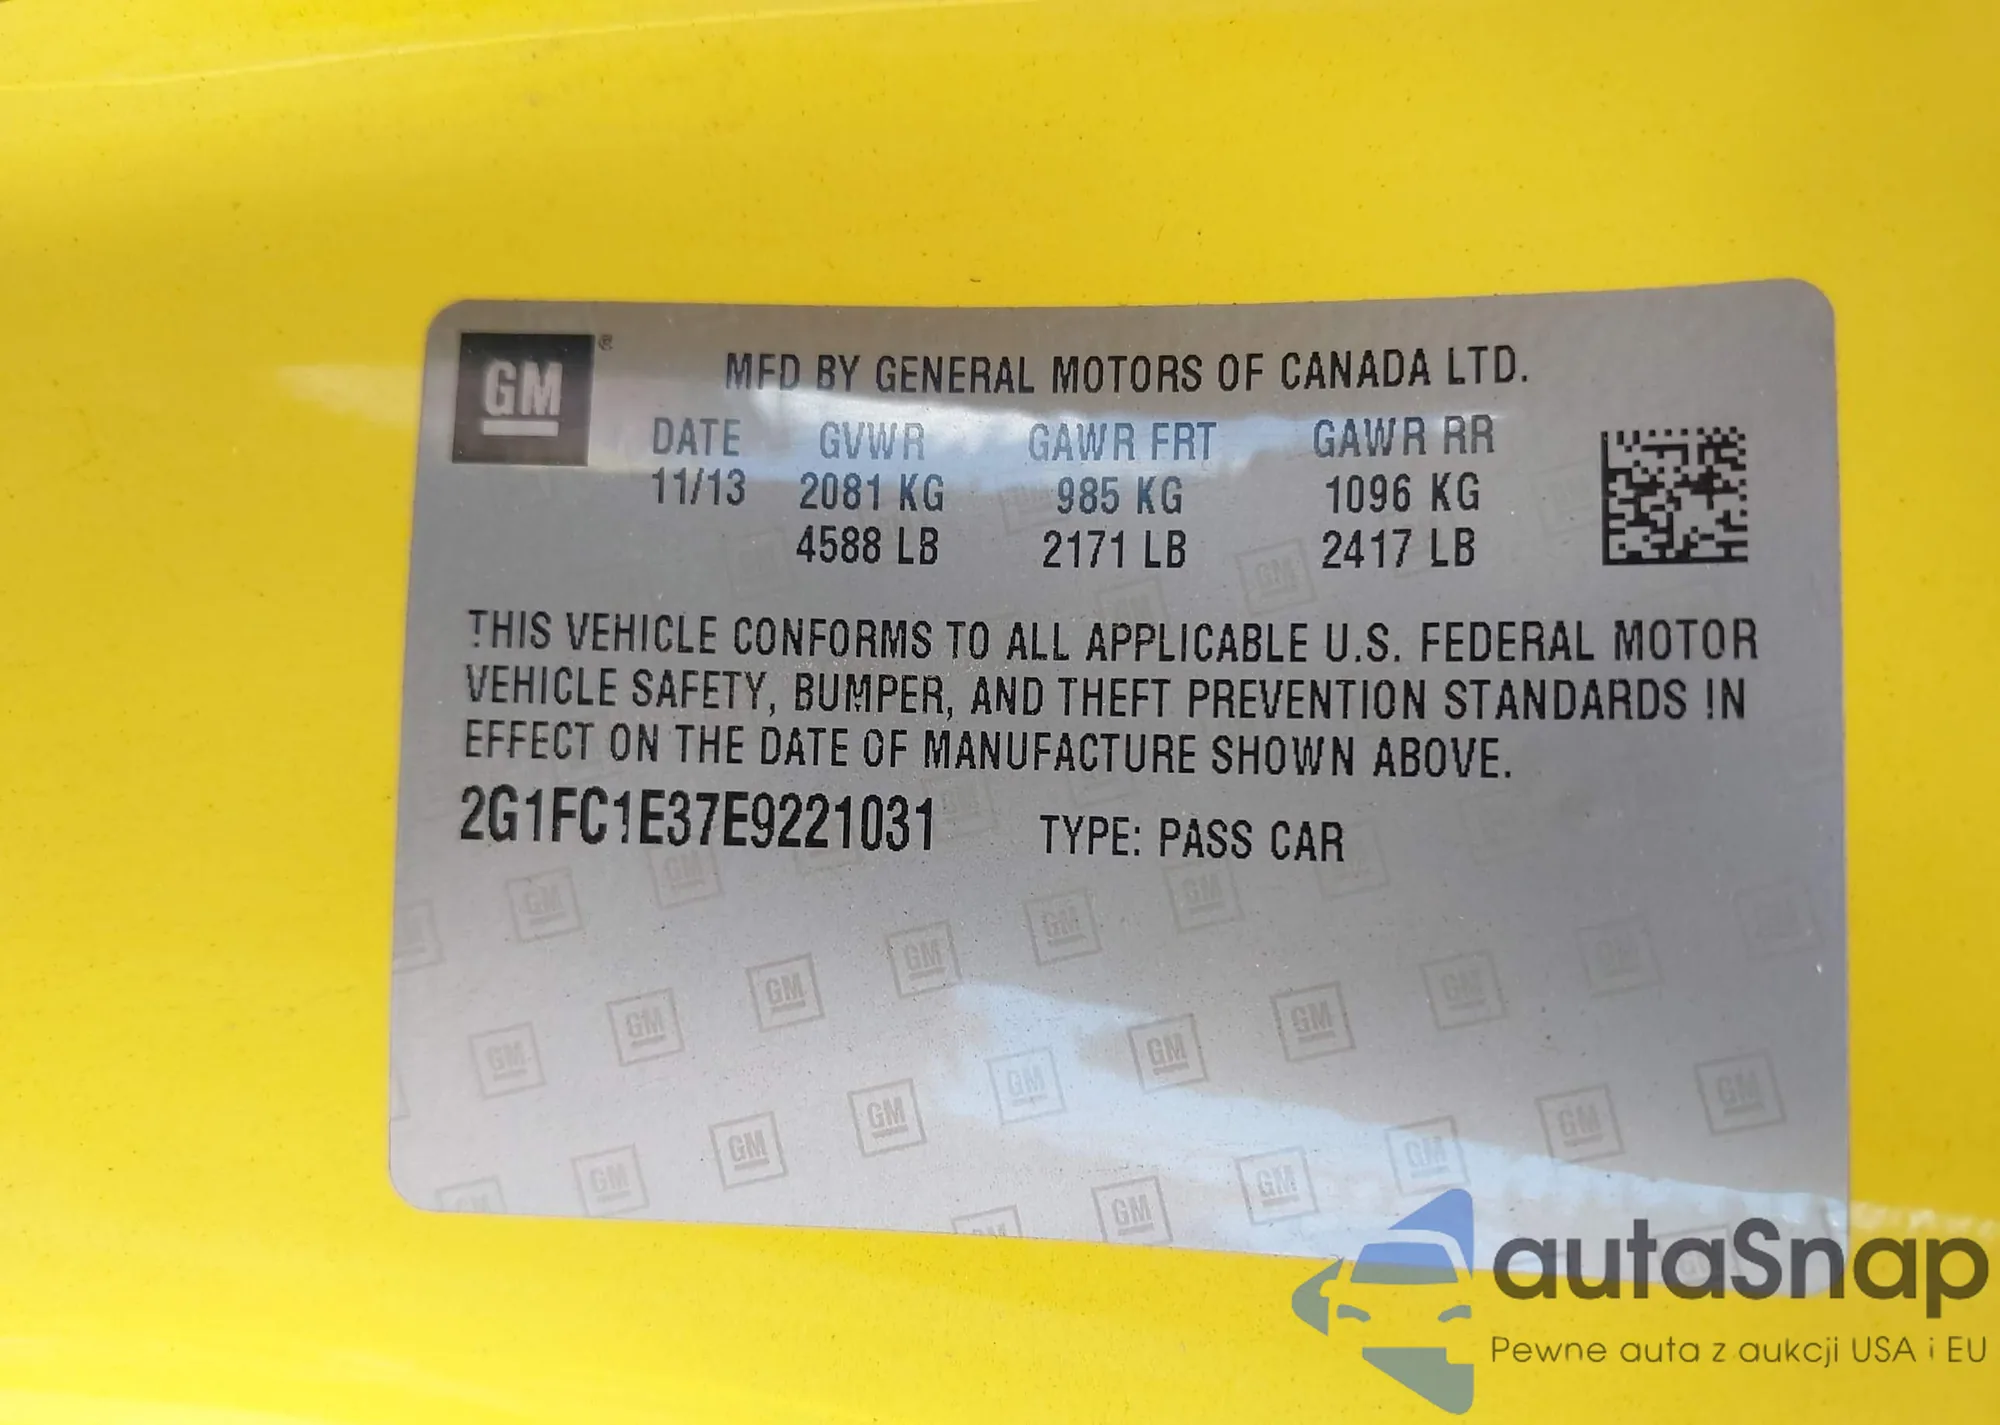 GM ®
MFD BY GENERAL MOTORS OF CANADA LTD.
DATE GVWR GAWR FRT GAWR RR
11/13 2081 KG 985 KG 1096 KG
4588 LB 2171 LB 2417 LB
THIS VEHICLE CONFORMS TO ALL APPLICABLE U.S. FEDERAL MOTOR
VEHICLE SAFETY, BUMPER, AND THEFT PREVENTION STANDARDS IN
EFFECT ON THE DATE OF MANUFACTURE SHOWN ABOVE.
2G1FC1E37E9221031 TYPE: PASS CAR
autaSnap
Pewne auta z aukcji USA i EU